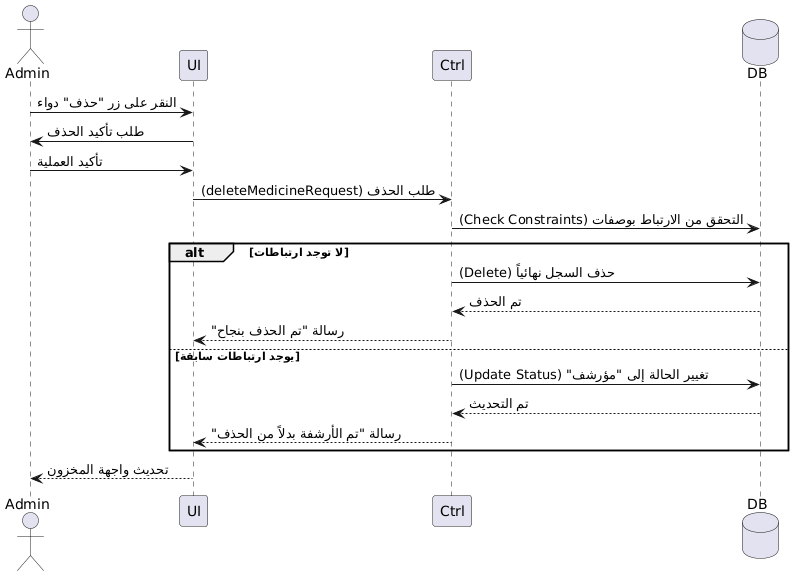 Admin
UI
Ctrl
DB
النقر على زر "حذف" دواء
طلب تأكيد الحذف
تأكيد العملية
طلب الحذف (deleteMedicineRequest)
التحقق من الارتباط بوصفات (Check Constraints)
alt [لا توجد ارتباطات]
حذف السجل نهائياً (Delete)
تم الحذف
رسالة "تم الحذف بنجاح"
[يوجد ارتباطات سابقة]
تغيير الحالة إلى "مؤرشف" (Update Status)
تم التحديث
رسالة "تم الأرشفة بدلاً من الحذف"
تحديث واجهة المخزون
Admin
UI
Ctrl
DB